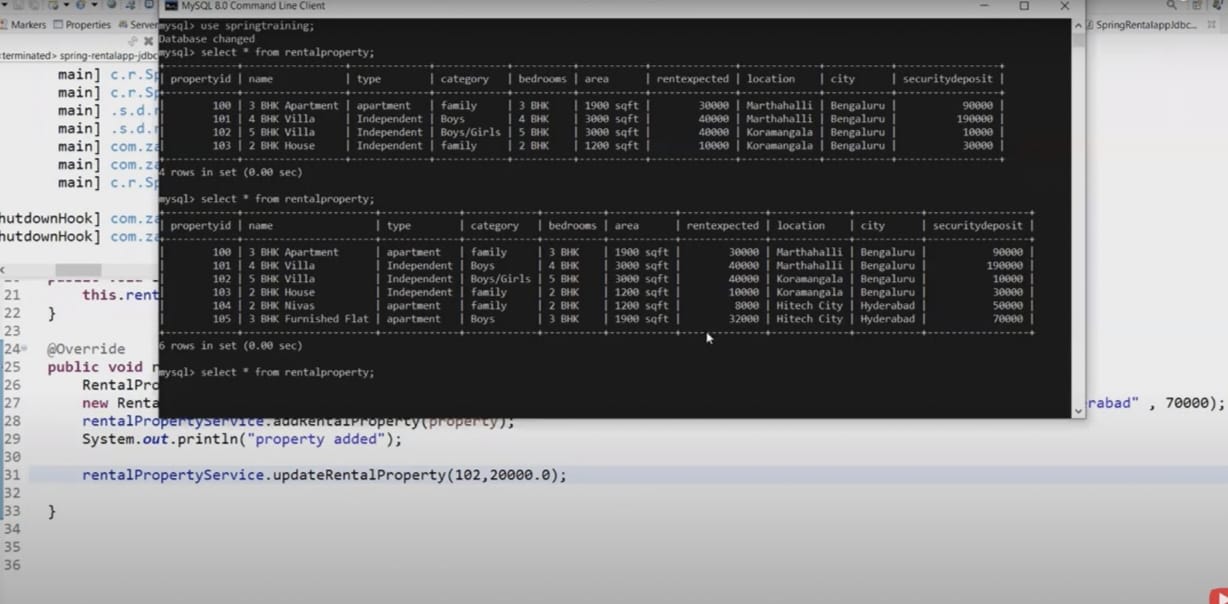 MySQL 8.0 Command Line Client
Markers Properties Server
SpringRentalappJdbc...
<terminated> spring-rentalapp-jdbc
main] c.r.Sp
main] c.r.Sp
main] .s.d.r
main] .s.d.r
main] com.za
main] com.za
main] c.r.Sp
hutdownHook] com.za
hutdownHook] com.za
mysql> use springtraining;
Database changed
mysql> select * from rentalproperty;
| propertyid | name | type | category | bedrooms | area | rentexpected | location | city | securitydeposit |
| 100 | 3 BHK Apartment | apartment | family | 3 BHK | 1900 sqft | 30000 | Marthahalli | Bengaluru | 90000 |
| 101 | 4 BHK Villa | Independent | Boys | 4 BHK | 3000 sqft | 40000 | Marthahalli | Bengaluru | 190000 |
| 102 | 5 BHK Villa | Independent | Boys/Girls | 5 BHK | 3000 sqft | 40000 | Koramangala | Bengaluru | 10000 |
| 103 | 2 BHK House | Independent | family | 2 BHK | 1200 sqft | 10000 | Koramangala | Bengaluru | 30000 |
4 rows in set (0.00 sec)
mysql> select * from rentalproperty;
| propertyid | name | type | category | bedrooms | area | rentexpected | location | city | securitydeposit |
| 100 | 3 BHK Apartment | apartment | family | 3 BHK | 1900 sqft | 30000 | Marthahalli | Bengaluru | 90000 |
| 101 | 4 BHK Villa | Independent | Boys | 4 BHK | 3000 sqft | 40000 | Marthahalli | Bengaluru | 190000 |
| 102 | 5 BHK Villa | Independent | Boys/Girls | 5 BHK | 3000 sqft | 40000 | Koramangala | Bengaluru | 10000 |
| 103 | 2 BHK House | Independent | family | 2 BHK | 1200 sqft | 10000 | Koramangala | Bengaluru | 30000 |
| 104 | 2 BHK Nivas | apartment | family | 2 BHK | 1200 sqft | 8000 | Hitech City | Hyderabad | 50000 |
| 105 | 3 BHK Furnished Flat | apartment | Boys | 3 BHK | 1900 sqft | 32000 | Hitech City | Hyderabad | 70000 |
6 rows in set (0.00 sec)
mysql> select * from rentalproperty;
21 this.rent
22 }
23
24 @Override
25 public void r
26 RentalPro
27 new Renta rabad" , 70000);
28 rentalPropertyService.addRentalProperty(property);
29 System.out.println("property added");
30
31 rentalPropertyService.updateRentalProperty(102,20000.0);
32
33 }
34
35
36